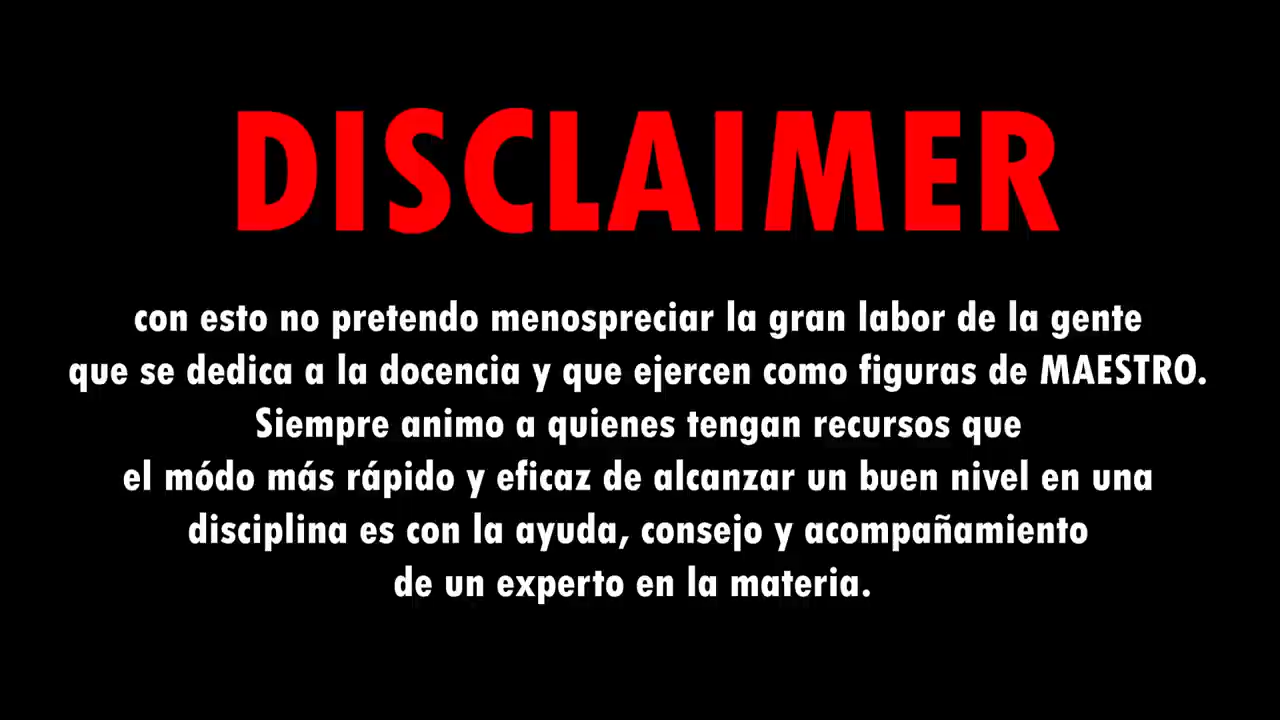 DISCLAIMER
con esto no pretendo menospreciar la gran labor de la gente
que se dedica a la docencia y que ejercen como figuras de MAESTRO.
Siempre animo a quienes tengan recursos que
el módo más rápido y eficaz de alcanzar un buen nivel en una
disciplina es con la ayuda, consejo y acompañamiento
de un experto en la materia.